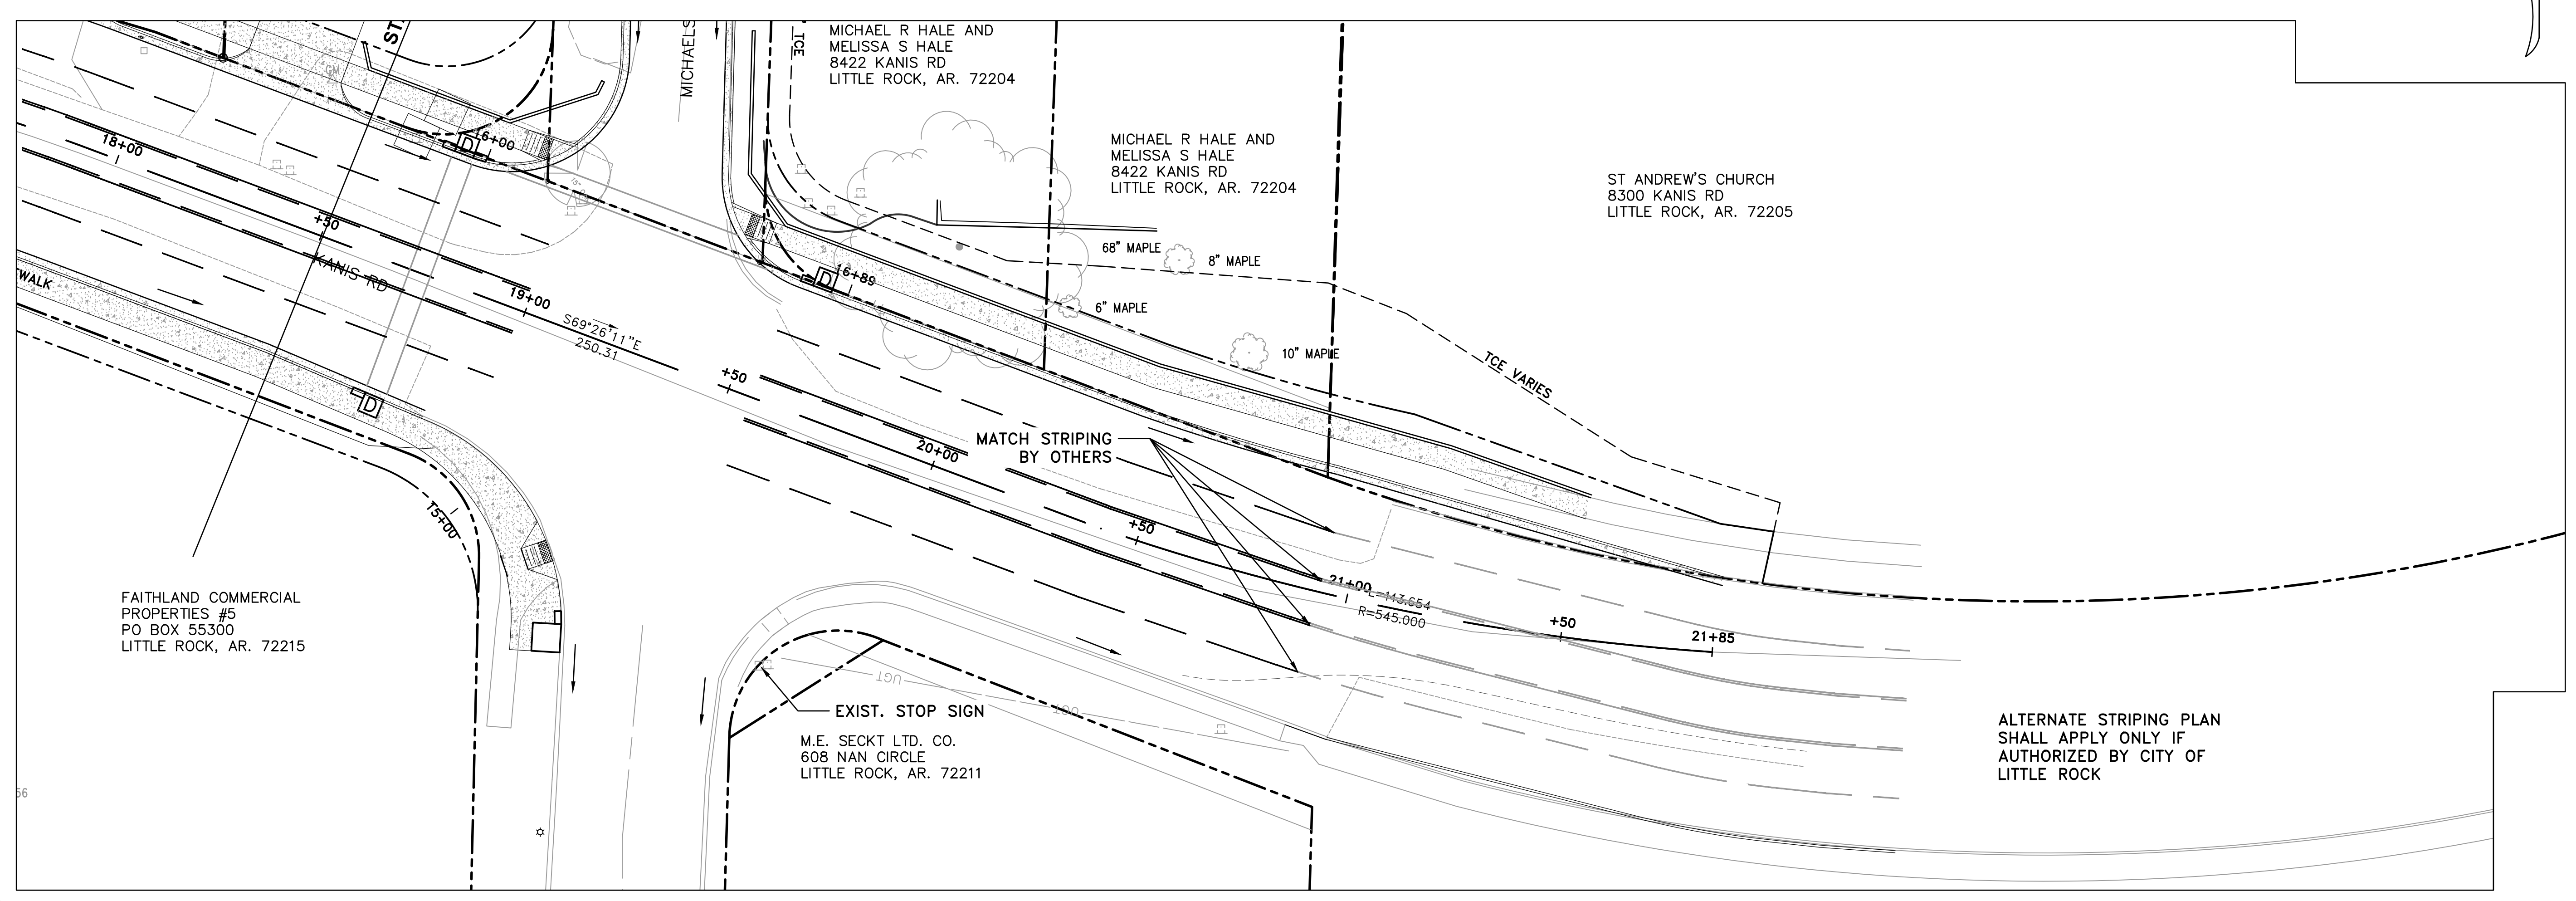 MICHAEL R HALE AND
MELISSA S HALE
8422 KANIS RD
LITTLE ROCK, AR. 72204
ST
MICHAELS
TCE
GM
16+00
18+00
+50
KANIS RD
WALK
19+00
S69°26'11"E
250.31
16+89
MICHAEL R HALE AND
MELISSA S HALE
8422 KANIS RD
LITTLE ROCK, AR. 72204
ST ANDREW'S CHURCH
8300 KANIS RD
LITTLE ROCK, AR. 72205
68" MAPLE
8" MAPLE
6" MAPLE
10" MAPLE
TCE VARIES
D
D
D
+50
20+00
MATCH STRIPING
BY OTHERS
+50
15+00
21+00
L=143.654
R=545.000
+50
21+85
FAITHLAND COMMERCIAL
PROPERTIES #5
PO BOX 55300
LITTLE ROCK, AR. 72215
UGT
UGT
EXIST. STOP SIGN
M.E. SECKT LTD. CO.
608 NAN CIRCLE
LITTLE ROCK, AR. 72211
ALTERNATE STRIPING PLAN
SHALL APPLY ONLY IF
AUTHORIZED BY CITY OF
LITTLE ROCK
56